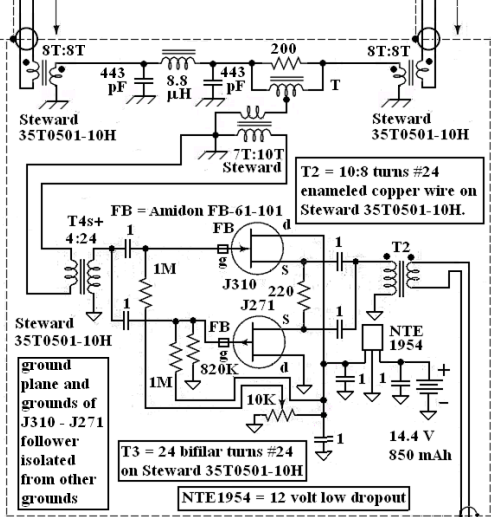 8T:8T
200
8T:8T
443
pF
8.8
µH
443
pF
T
Steward
35T0501-10H
Steward
35T0501-10H
7T:10T
Steward
T2 = 10:8 turns #24
enameled copper wire on
Steward 35T0501-10H.
FB = Amidon FB-61-101
T4s+
4:24
1
FB
d
g
s
1
T2
1M
J310
J271
220
1
FB
s
1
g
d
NTE
1954
Steward
35T0501-10H
820K
1M
10K
1
1
+
-
ground
plane and
grounds of
J310 - J271
follower
isolated
from other
grounds
1
14.4 V
850 mAh
T3 = 24 bifilar turns #24
on Steward 35T0501-10H
NTE1954 = 12 volt low dropout